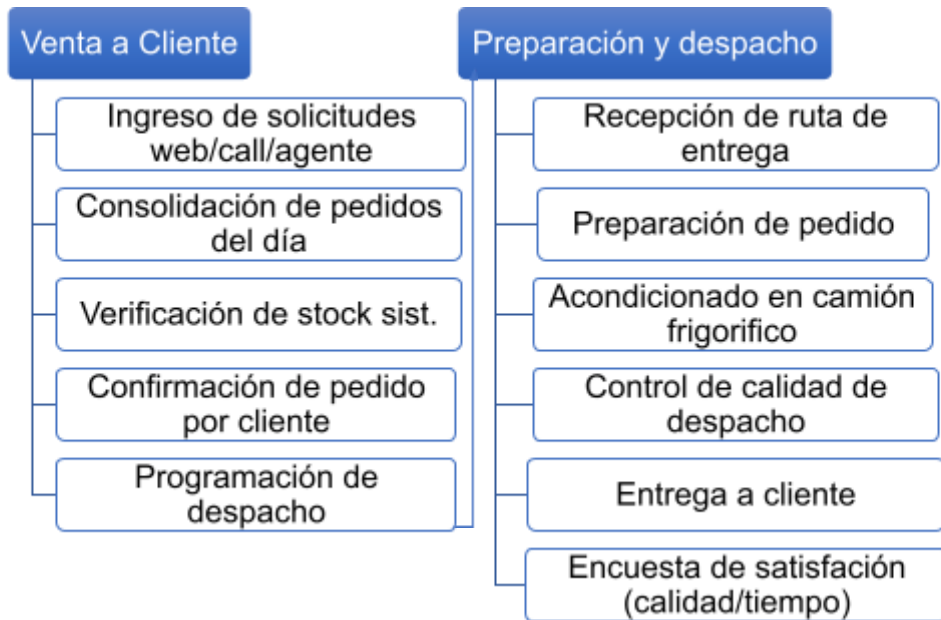 Venta a Cliente
Ingreso de solicitudes
web/call/agente
Consolidación de pedidos
del día
Verificación de stock sist.
Confirmación de pedido
por cliente
Programación de
despacho
Preparación y despacho
Recepción de ruta de
entrega
Preparación de pedido
Acondicionado en camión
frigorifico
Control de calidad de
despacho
Entrega a cliente
Encuesta de satisfacción
(calidad/tiempo)